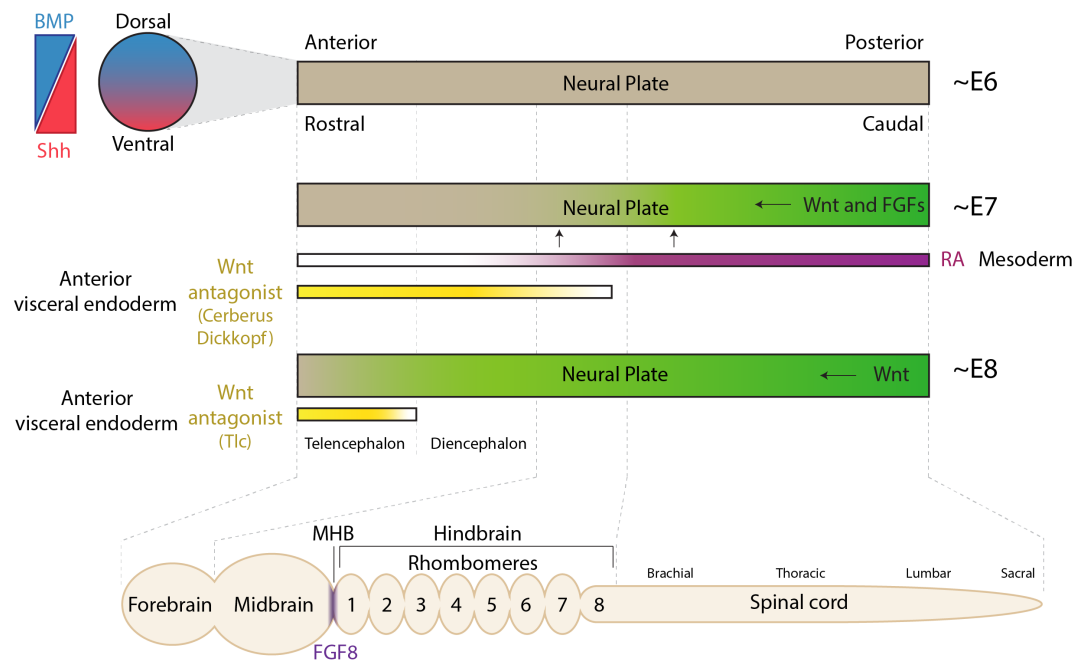 BMP
Dorsal
Shh
Ventral
Anterior
Posterior
Neural Plate
~E6
Rostral
Caudal
Neural Plate
Wnt and FGFs
~E7
RA
Mesoderm
Anterior
visceral endoderm
Wnt
antagonist
(Cerberus
Dickkopf)
Neural Plate
Wnt
~E8
Anterior
visceral endoderm
Wnt
antagonist
(Tlc)
Telencephalon
Diencephalon
MHB
Hindbrain
Rhombomeres
Brachial
Thoracic
Lumbar
Sacral
Forebrain
Midbrain
1 2 3 4 5 6 7 8
Spinal cord
FGF8